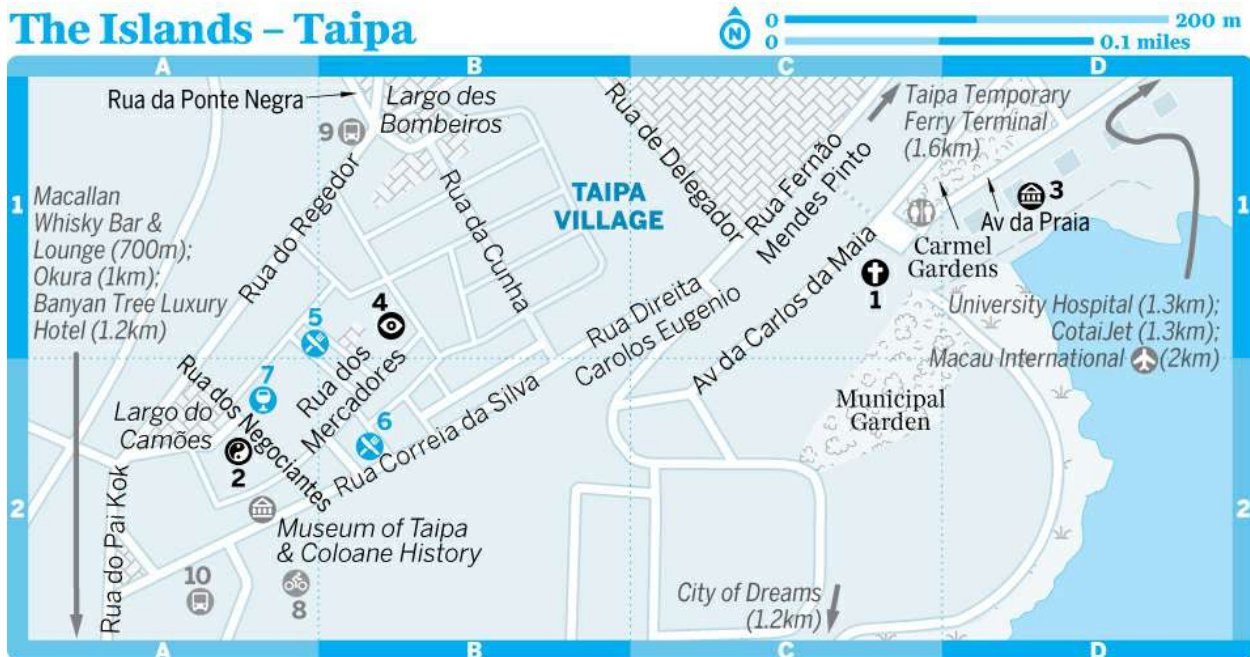 The Islands – Taipa
N
0 200 m
0 0.1 miles
A B C D
Rua da Ponte Negra
Largo des
Bombeiros
9
Rua de Delegador
Taipa Temporary
Ferry Terminal
(1.6km)
1
Macallan
Whisky Bar &
Lounge (700m);
Okura (1km);
Banyan Tree Luxury
Hotel (1.2km)
Rua do Regedor
Rua da Cunha
TAIPA
VILLAGE
Rua Fernão
Mendes Pinto
3
Av da Praia
1
Carmel
Gardens
1
Av da Carlos da Maia
University Hospital (1.3km);
CotaiJet (1.3km);
Macau International (2km)
4
5
Rua dos
Mercadores
Rua Direita
Carolos Eugenio
7
Rua dos Negociantes
Largo do
Camões
6
Rua Correia da Silva
Municipal
Garden
2
2
Rua do Pai Kok
Museum of Taipa
& Coloane History
2
10
8
City of Dreams
(1.2km)
A B C D